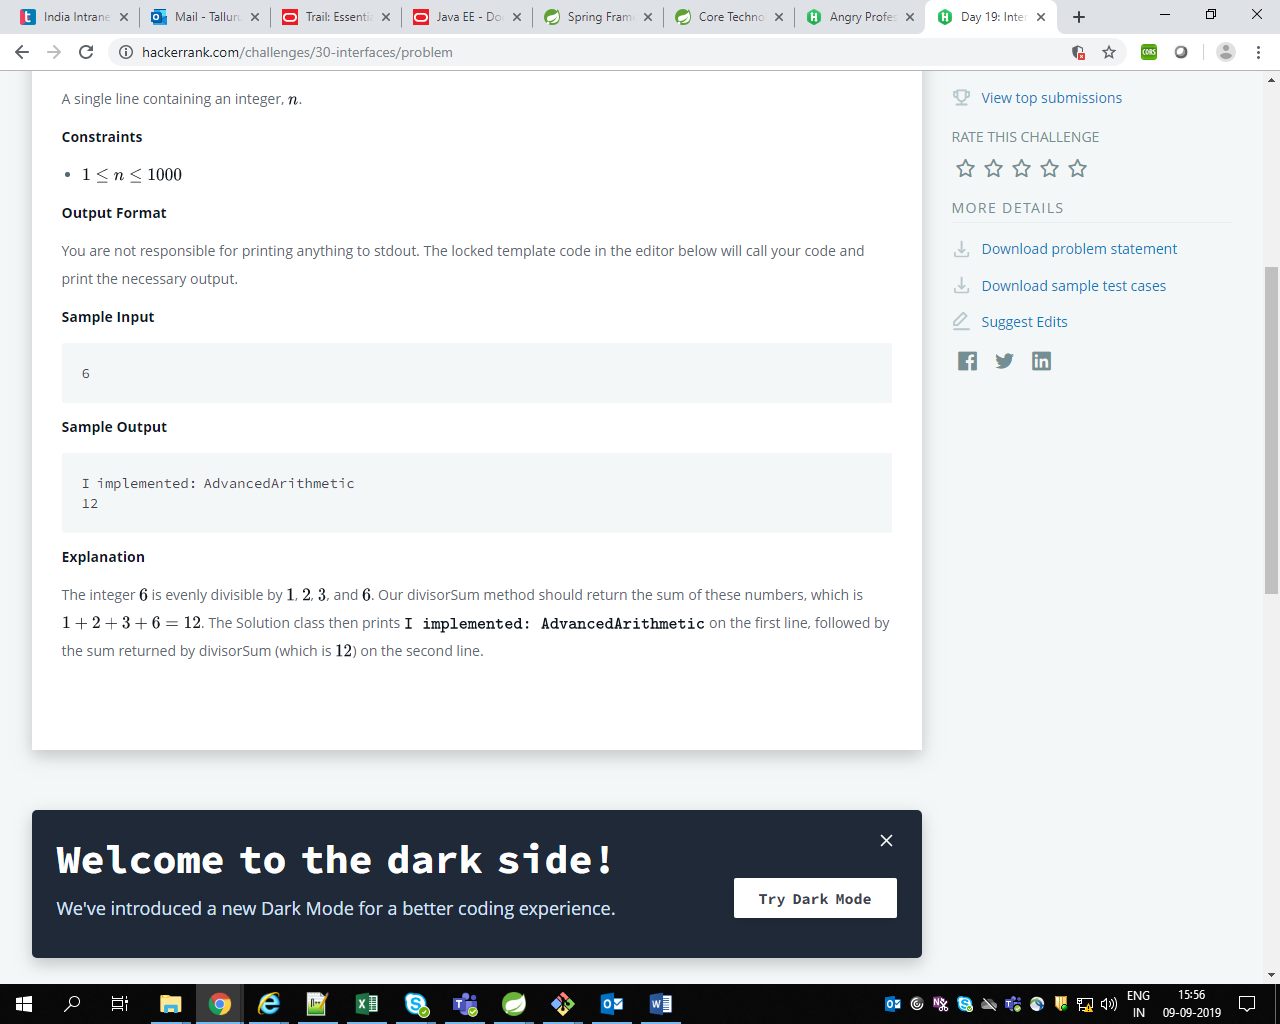 India Intrane
Mail - Tallur
Trail: Essentia
Java EE - Do
Spring Fram
Core Techno
Angry Profes
Day 19: Inter
hackerrank.com/challenges/30-interfaces/problem
CORS
A single line containing an integer, n.
Constraints
• 1 ≤ n ≤ 1000
Output Format
You are not responsible for printing anything to stdout. The locked template code in the editor below will call your code and
print the necessary output.
Sample Input
6
Sample Output
I implemented: AdvancedArithmetic
12
Explanation
The integer 6 is evenly divisible by 1, 2, 3, and 6. Our divisorSum method should return the sum of these numbers, which is
1 + 2 + 3 + 6 = 12. The Solution class then prints I implemented: AdvancedArithmetic on the first line, followed by
the sum returned by divisorSum (which is 12) on the second line.
View top submissions
RATE THIS CHALLENGE
MORE DETAILS
Download problem statement
Download sample test cases
Suggest Edits
Welcome to the dark side!
We've introduced a new Dark Mode for a better coding experience.
Try Dark Mode
ENG
IN
15:56
09-09-2019